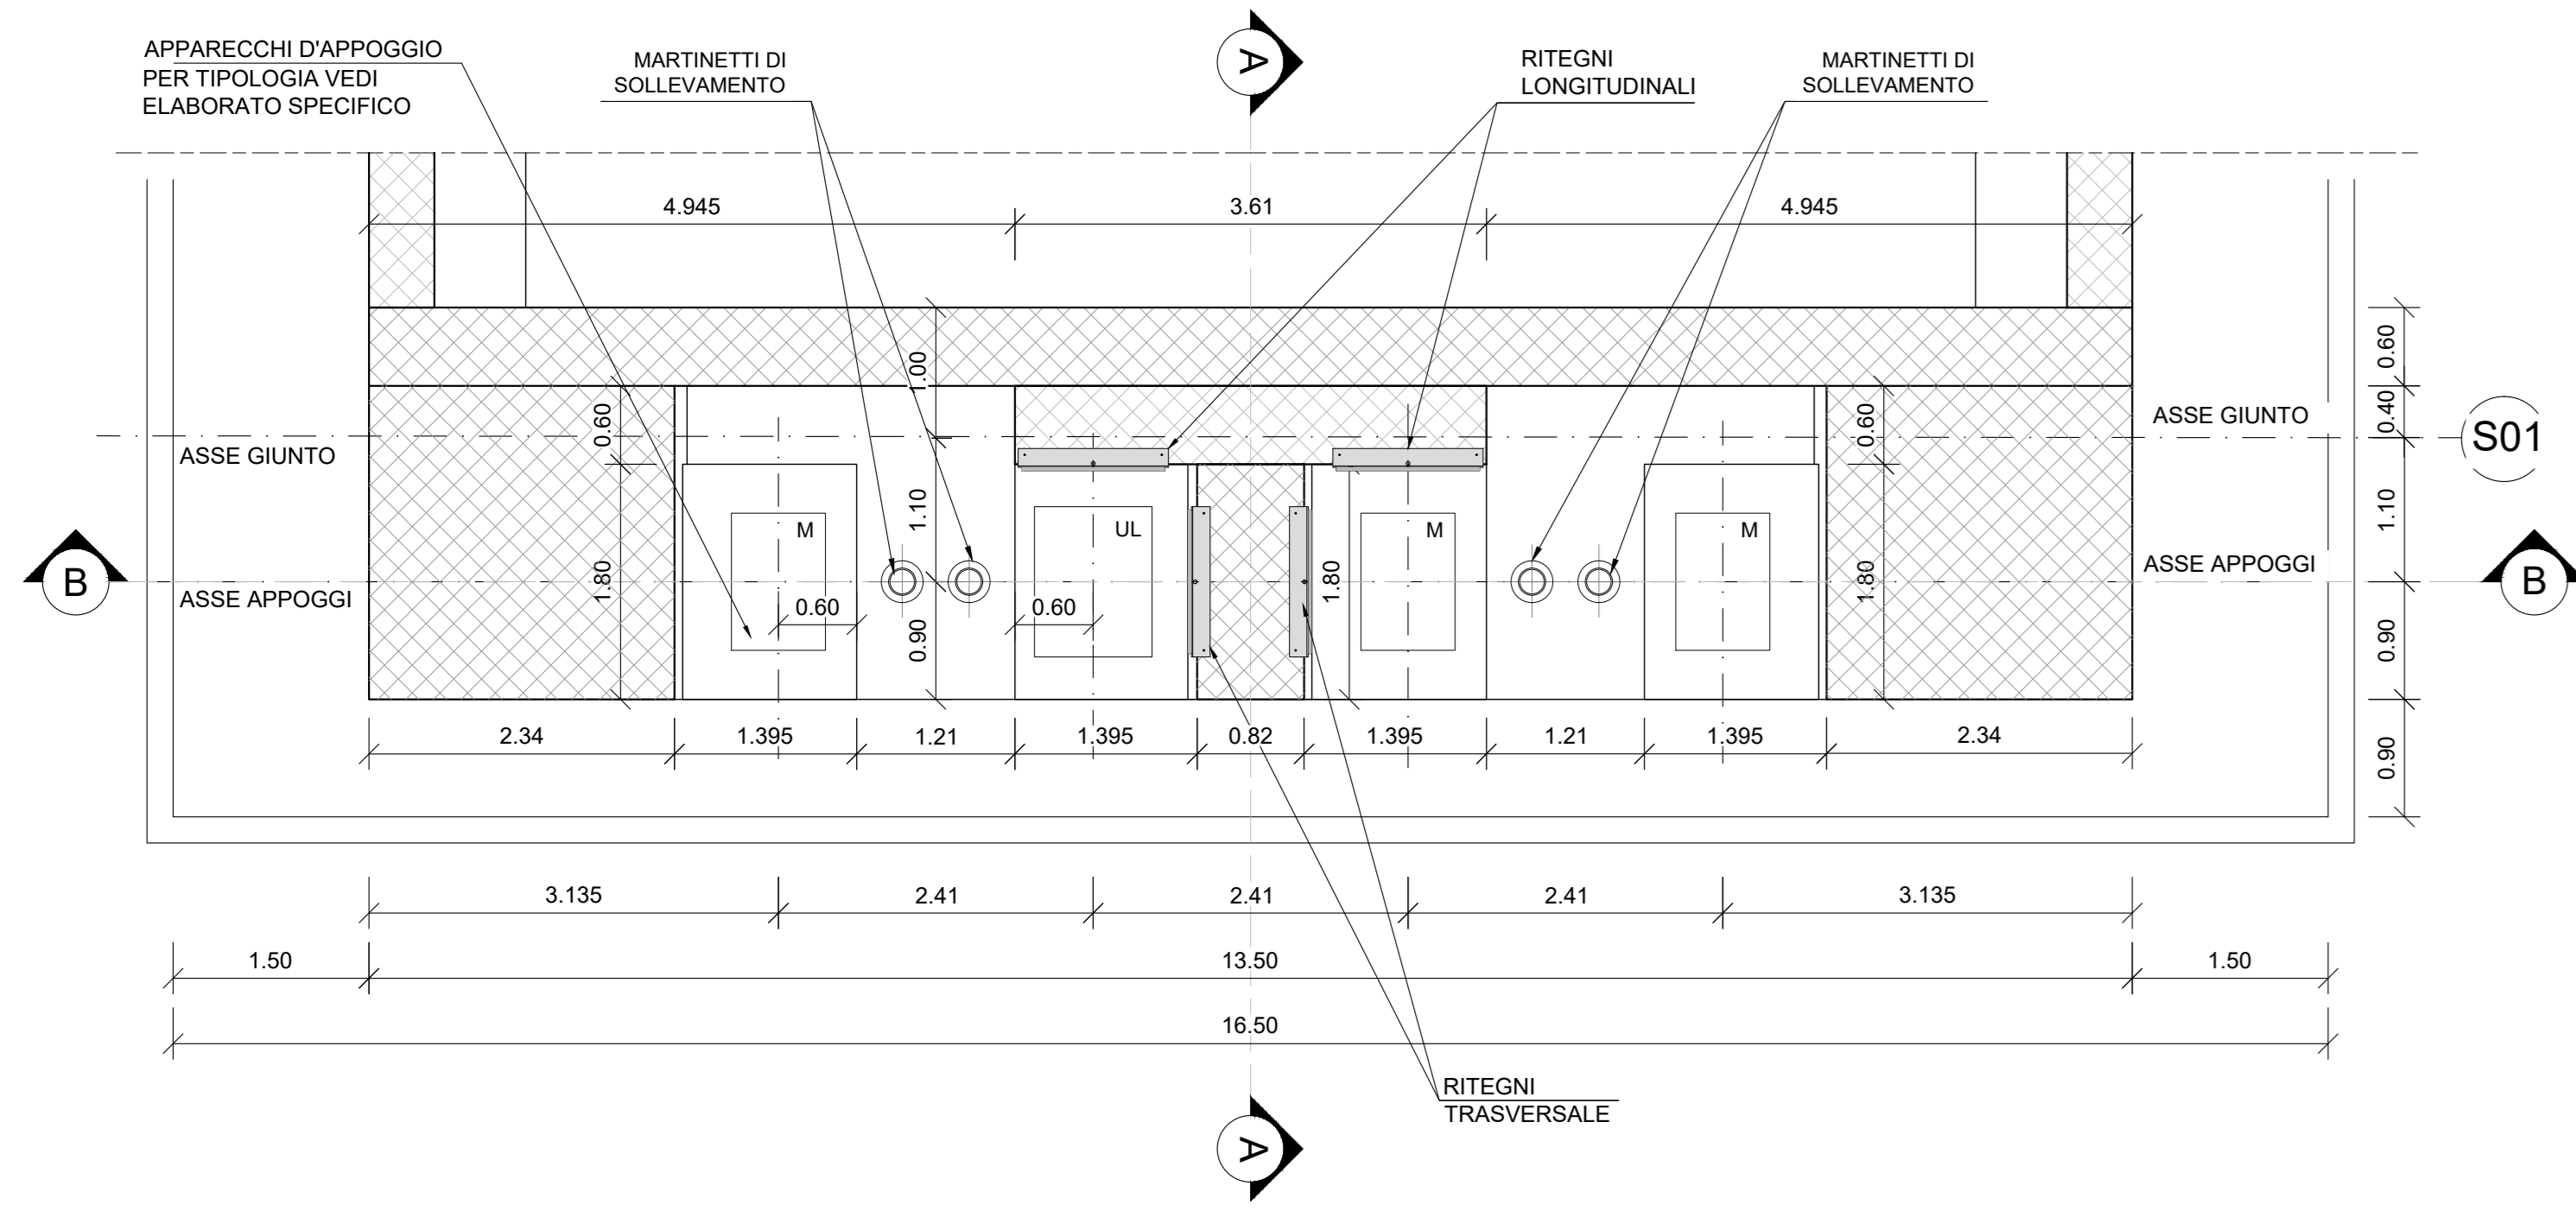 APPARECCHI D'APPOGGIO
PER TIPOLOGIA VEDI
ELABORATO SPECIFICO
MARTINETTI DI
SOLLEVAMENTO
A
RITEGNI
LONGITUDINALI
MARTINETTI DI
SOLLEVAMENTO
4.945
3.61
4.945
1.00
0.60
0.60
0.60
0.40
ASSE GIUNTO
ASSE GIUNTO
S01
1.10
1.10
M
UL
M
M
B
ASSE APPOGGI
1.80
0.60
0.60
1.80
1.80
ASSE APPOGGI
B
0.90
0.90
2.34
1.395
1.21
1.395
0.82
1.395
1.21
1.395
2.34
0.90
3.135
2.41
2.41
2.41
3.135
1.50
13.50
1.50
16.50
RITEGNI
TRASVERSALE
A